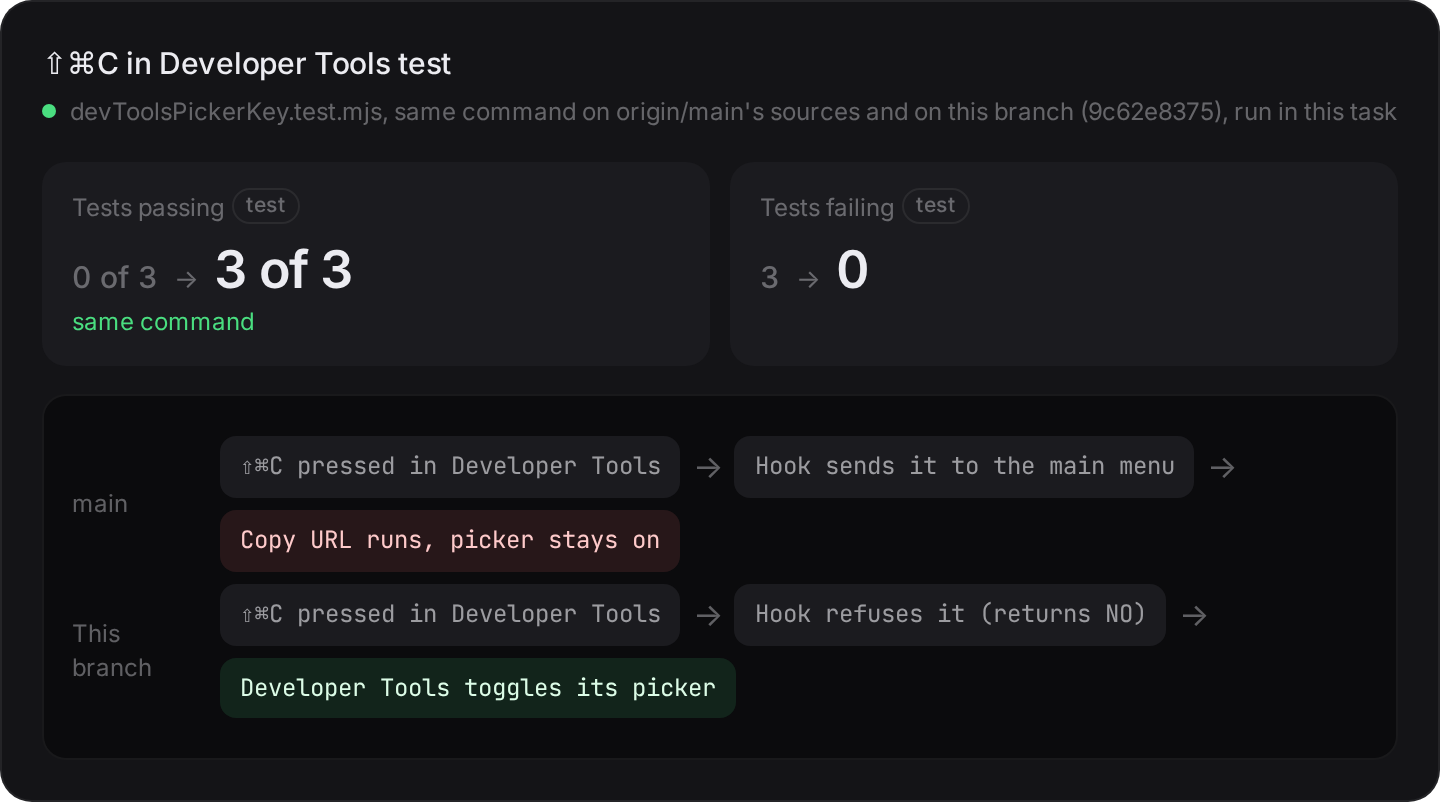 ⇧⌘C in Developer Tools test
devToolsPickerKey.test.mjs, same command on origin/main's sources and on this branch (9c62e8375), run in this task
Tests passing test
0 of 3 → 3 of 3
same command
Tests failing test
3 → 0
main
⇧⌘C pressed in Developer Tools → Hook sends it to the main menu →
Copy URL runs, picker stays on
This
branch
⇧⌘C pressed in Developer Tools → Hook refuses it (returns NO) →
Developer Tools toggles its picker